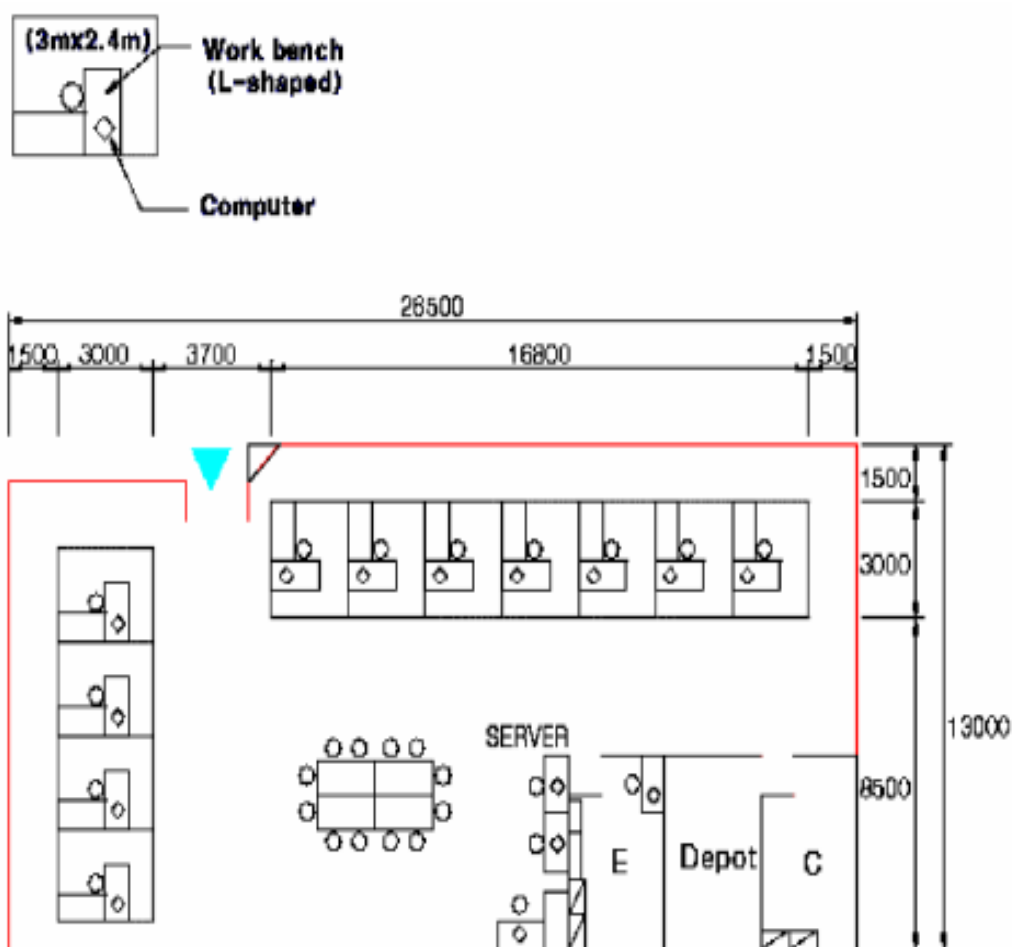 (3mx2.4m)
Work bench
(L-shaped)
Computer
26500
1500 3000 3700 16800 1500
1500
3000
13000
SERVER
8500
E
Depot
C